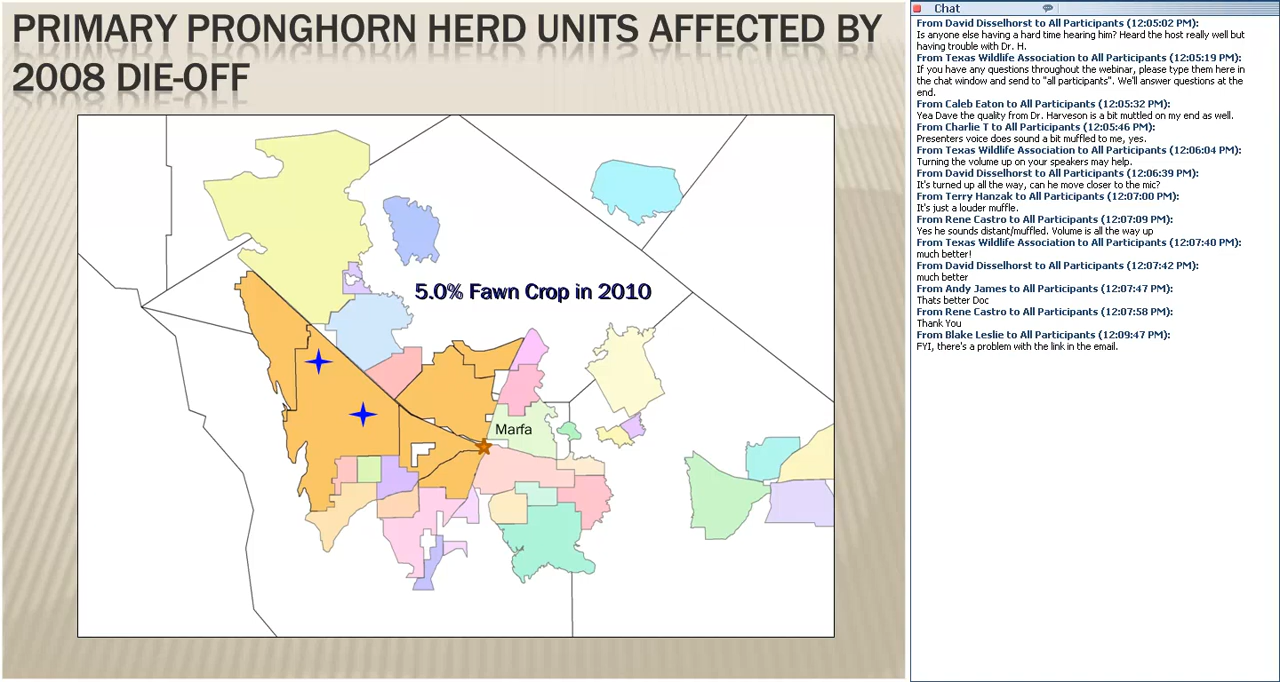 PRIMARY PRONGHORN HERD UNITS AFFECTED BY
2008 DIE-OFF
5.0% Fawn Crop in 2010
Marfa
Chat
From David Disselhorst to All Participants (12:05:02 PM):
Is anyone else having a hard time hearing him? Heard the host really well but
having trouble with Dr. H.
From Texas Wildlife Association to All Participants (12:05:19 PM):
If you have any questions throughout the webinar, please type them here in
the chat window and send to "all participants". We'll answer questions at the
end.
From Caleb Eaton to All Participants (12:05:32 PM):
Yea Dave the quality from Dr. Harveson is a bit muttled on my end as well.
From Charlie T to All Participants (12:05:46 PM):
Presenters voice does sound a bit muffled to me, yes.
From Texas Wildlife Association to All Participants (12:06:04 PM):
Turning the volume up on your speakers may help.
From David Disselhorst to All Participants (12:06:39 PM):
It's turned up all the way, can he move closer to the mic?
From Terry Hanzak to All Participants (12:07:00 PM):
It's just a louder muffle.
From Rene Castro to All Participants (12:07:09 PM):
Yes he sounds distant/muffled. Volume is all the way up
From Texas Wildlife Association to All Participants (12:07:40 PM):
much better!
From David Disselhorst to All Participants (12:07:42 PM):
much better
From Andy James to All Participants (12:07:47 PM):
Thats better Doc
From Rene Castro to All Participants (12:07:58 PM):
Thank You
From Blake Leslie to All Participants (12:09:47 PM):
FYI, there's a problem with the link in the email.